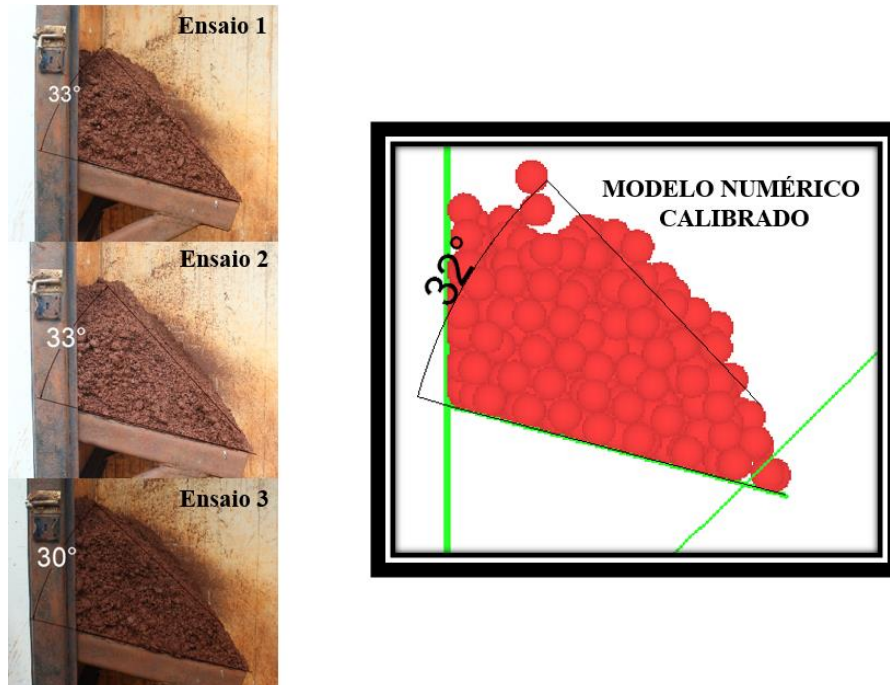 Ensaio 1
33°
Ensaio 2
33°
Ensaio 3
30°
MODELO NUMÉRICO
CALIBRADO
32°